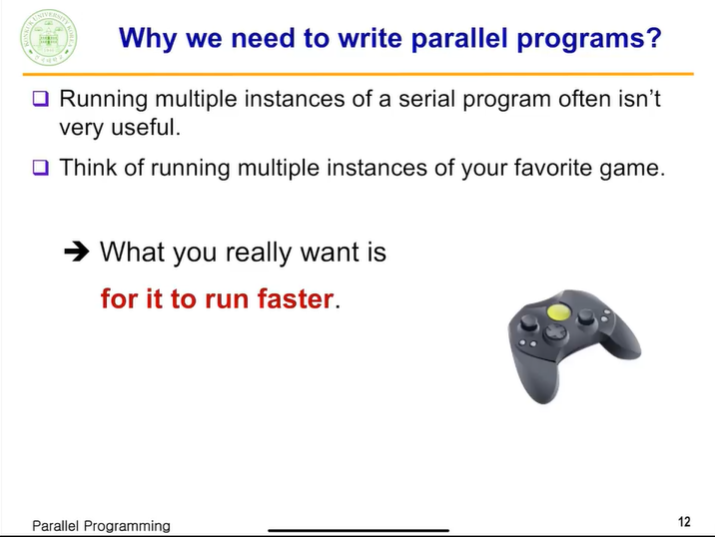 Why we need to write parallel programs?
Running multiple instances of a serial program often isn't
very useful.
Think of running multiple instances of your favorite game.
➔ What you really want is
for it to run faster.
Parallel Programming
12